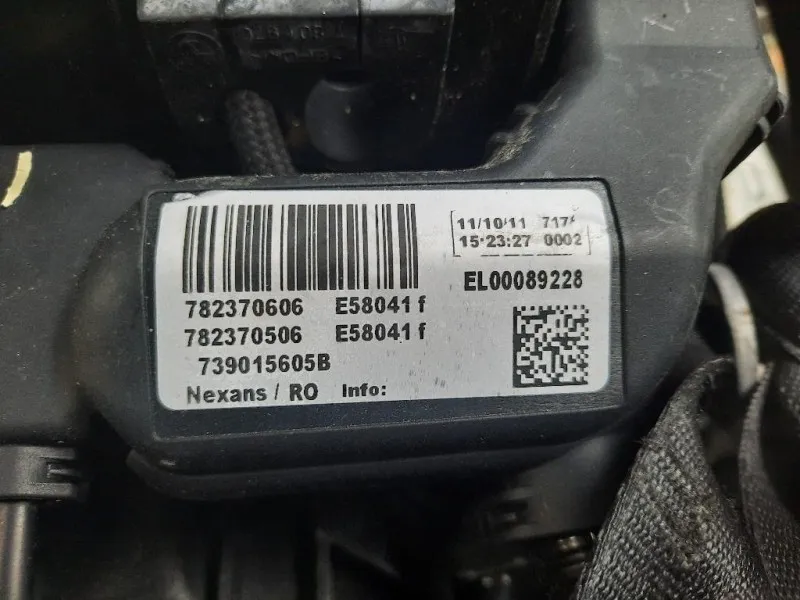 11/10/11 717
15:23:27 0002
EL00089228
782370606 E58041 f
782370506 E58041 f
739015605B
Nexans / RO Info: